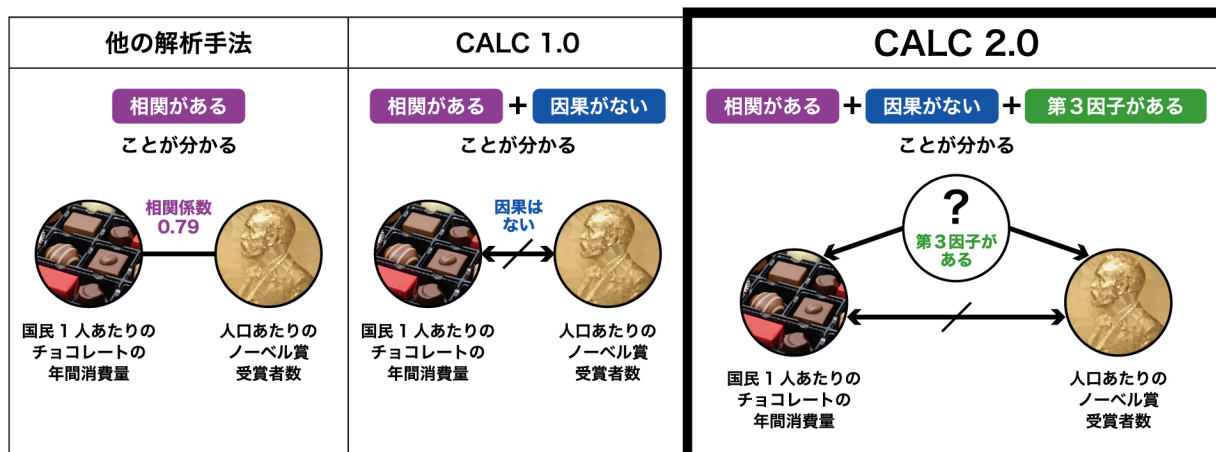 他の解析手法
相関がある
ことが分かる
相関係数
0.79
国民1人あたりの
チョコレートの
年間消費量
人口あたりの
ノーベル賞
受賞者数
CALC 1.0
相関がある + 因果がない
ことが分かる
因果は
ない
国民1人あたりの
チョコレートの
年間消費量
人口あたりの
ノーベル賞
受賞者数
CALC 2.0
相関がある + 因果がない + 第3因子がある
ことが分かる
?
第3因子が
ある
国民1人あたりの
チョコレートの
年間消費量
人口あたりの
ノーベル賞
受賞者数